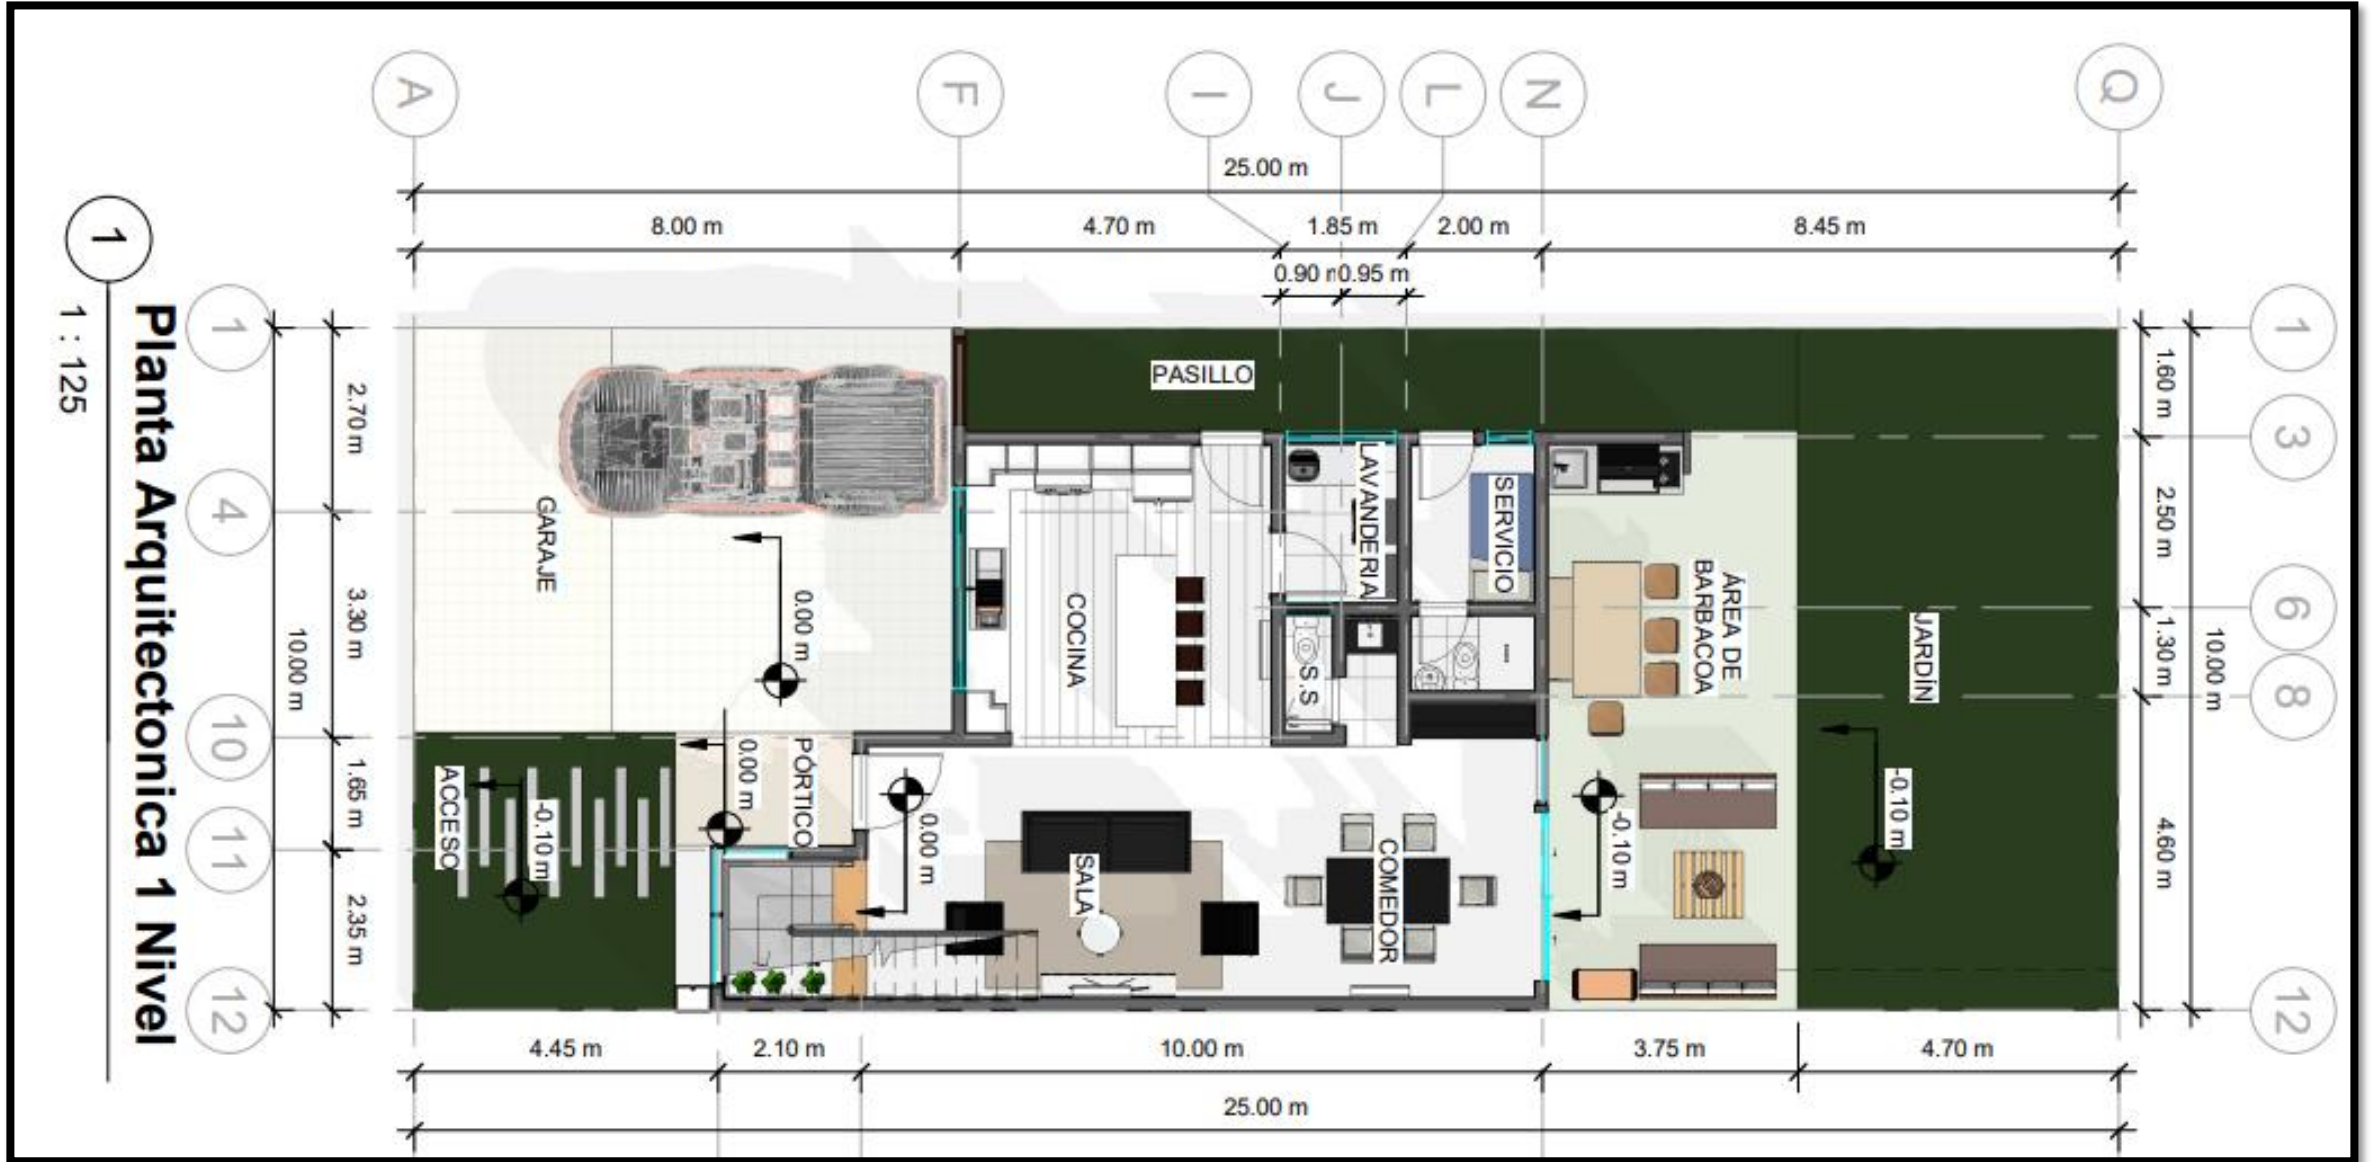 A
F
I
J
L
N
Q
25.00 m
8.00 m
4.70 m
1.85 m
2.00 m
8.45 m
0.90 m
0.95 m
1
3
6
8
12
1.60 m
2.50 m
1.30 m
4.60 m
10.00 m
1
4
10
11
12
2.70 m
3.30 m
1.65 m
2.35 m
10.00 m
PASILLO
GARAJE
0.00 m
COCINA
LAVANDERIA
SERVICIO
S.S
ÁREA DE
BARBACOA
JARDÍN
-0.10 m
-0.10 m
ACCESO
-0.10 m
PÓRTICO
0.00 m
0.00 m
SALA
COMEDOR
4.45 m
2.10 m
10.00 m
3.75 m
4.70 m
25.00 m
1
Planta Arquitectonica 1 Nivel
1 : 125